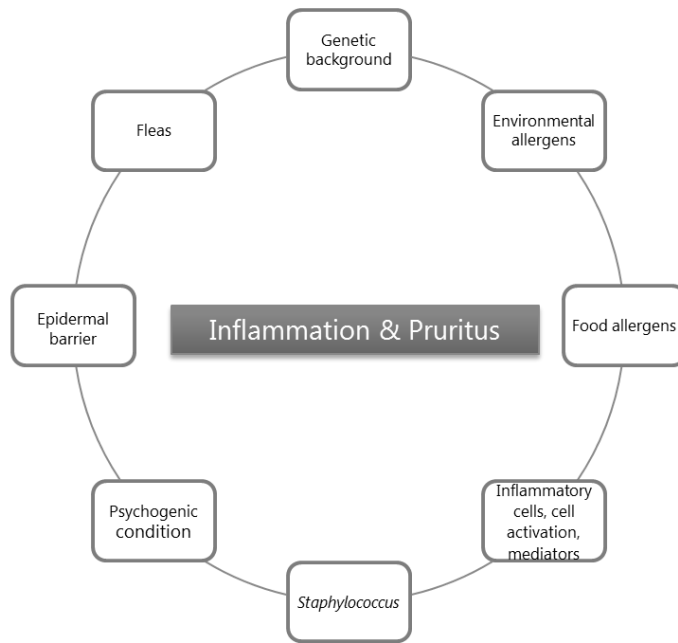 Genetic
background
Environmental
allergens
Food allergens
Inflammatory
cells, cell
activation,
mediators
Staphylococcus
Psychogenic
condition
Epidermal
barrier
Fleas
Inflammation & Pruritus